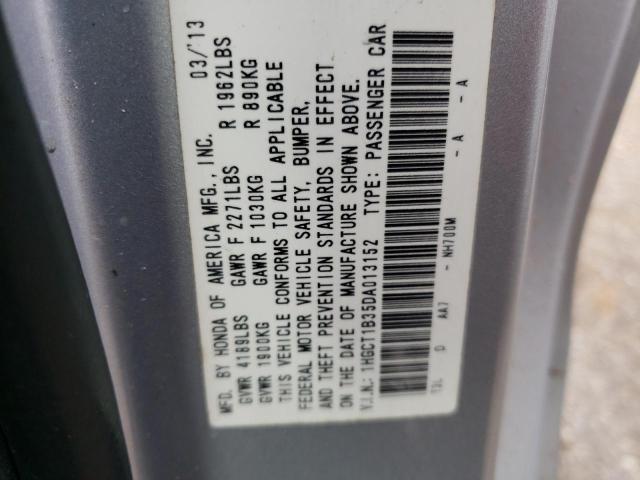 MFD. BY HONDA OF AMERICA MFG., INC. 03/'13
GVWR 4189LBS GAWR F 2271LBS R 1962LBS
GVWR 1900KG GAWR F 1030KG R 890KG
THIS VEHICLE CONFORMS TO ALL APPLICABLE
FEDERAL MOTOR VEHICLE SAFETY, BUMPER,
AND THEFT PREVENTION STANDARDS IN EFFECT
ON THE DATE OF MANUFACTURE SHOWN ABOVE.
V.I.N.: 1HGCT1B35DA013152 TYPE: PASSENGER CAR
T3L D AA7 - NH700M - A - A